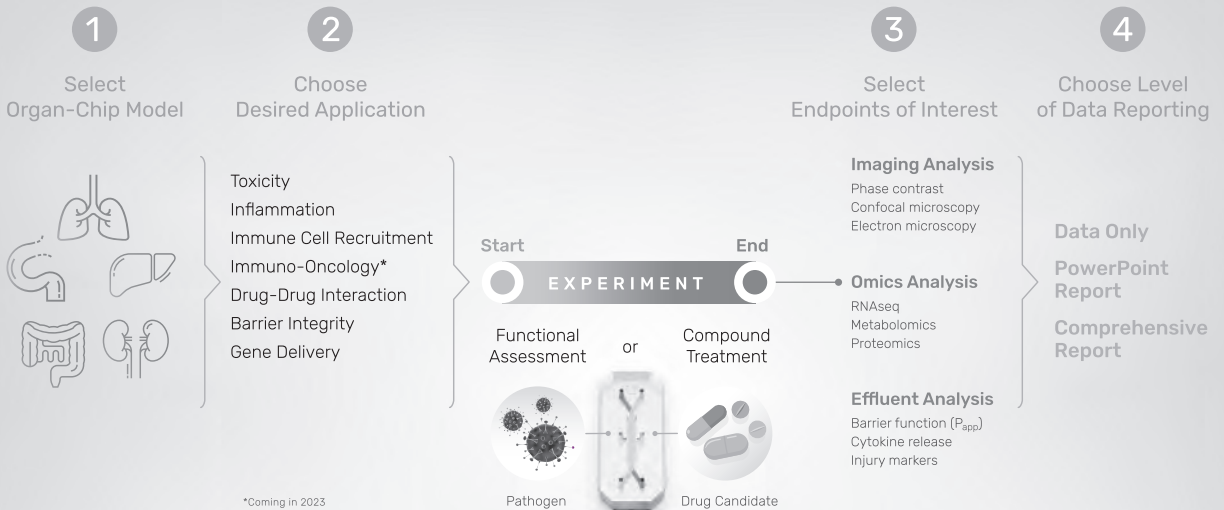 1
Select
Organ-Chip Model
2
Choose
Desired Application
Toxicity
Inflammation
Immune Cell Recruitment
Immuno-Oncology*
Drug-Drug Interaction
Barrier Integrity
Gene Delivery
*Coming in 2023
Start
End
EXPERIMENT
Functional
Assessment
or
Compound
Treatment
Pathogen
Drug Candidate
3
Select
Endpoints of Interest
Imaging Analysis
Phase contrast
Confocal microscopy
Electron microscopy
Omics Analysis
RNAseq
Metabolomics
Proteomics
Effluent Analysis
Barrier function (Papp)
Cytokine release
Injury markers
4
Choose Level
of Data Reporting
Data Only
PowerPoint
Report
Comprehensive
Report